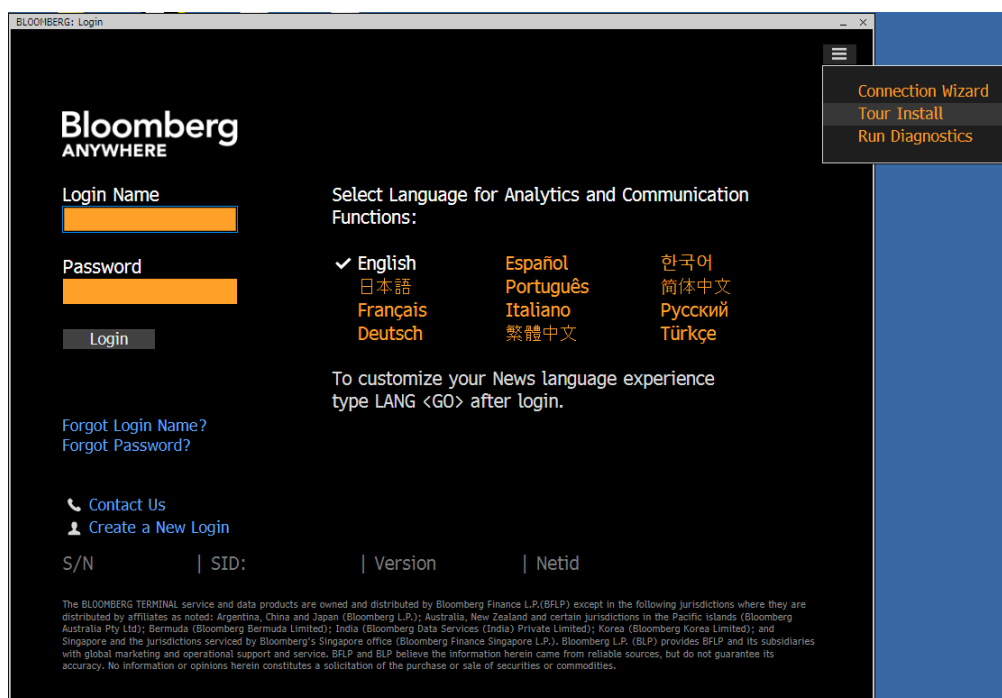 BLOOMBERG: Login
Connection Wizard
Tour Install
Run Diagnostics
Bloomberg
ANYWHERE
Login Name
Password
Login
Forgot Login Name?
Forgot Password?
Contact Us
Create a New Login
Select Language for Analytics and Communication
Functions:
English Español 한국어
日本語 Português 简体中文
Français Italiano Русский
Deutsch 繁體中文 Türkçe
To customize your News language experience
type LANG <GO> after login.
S/N | SID: | Version | Netid
The BLOOMBERG TERMINAL service and data products are owned and distributed by Bloomberg Finance L.P.(BFLP) except in the following jurisdictions where they are
distributed by affiliates as noted: Argentina, China and Japan (Bloomberg L.P.); Australia, New Zealand and certain jurisdictions in the Pacific islands (Bloomberg
Australia Pty Ltd); Bermuda (Bloomberg Bermuda Limited); India (Bloomberg Data Services (India) Private Limited); Korea (Bloomberg Korea Limited); and
Singapore and the jurisdictions serviced by Bloomberg's Singapore office (Bloomberg Finance Singapore L.P.). Bloomberg L.P. (BLP) provides BFLP and its subsidiaries
with global marketing and operational support and service. BFLP and BLP believe the information herein came from reliable sources, but do not guarantee its
accuracy. No information or opinions herein constitutes a solicitation of the purchase or sale of securities or commodities.